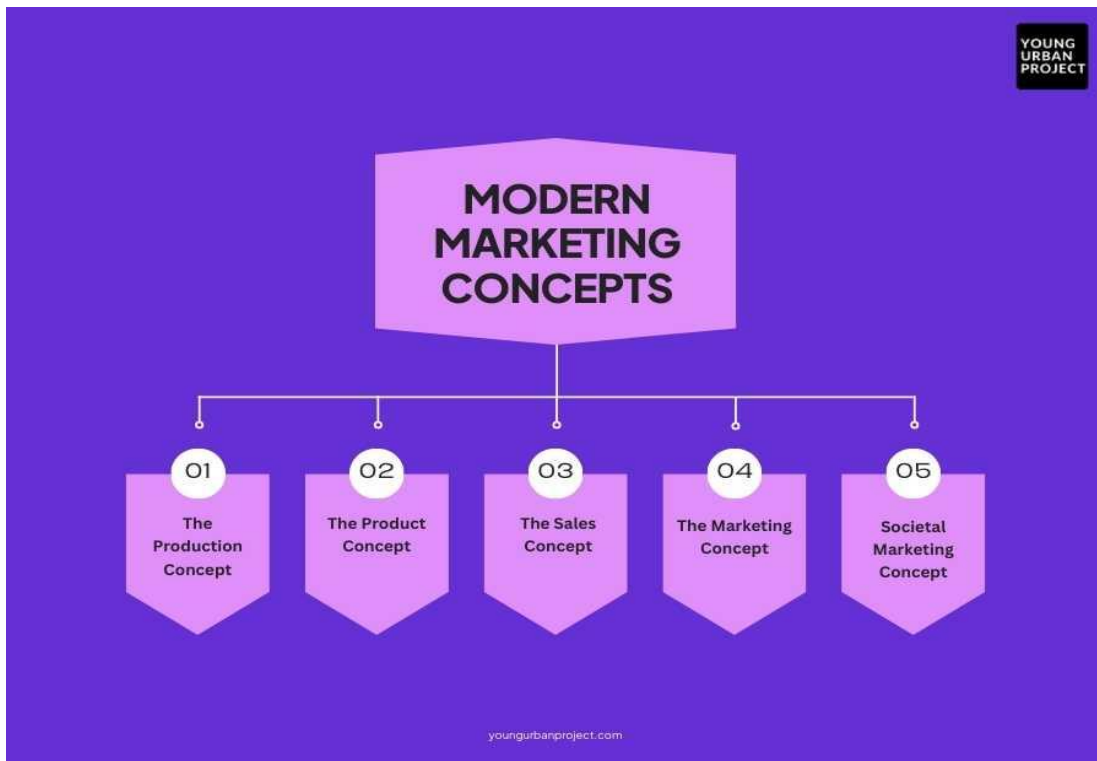 YOUNG
URBAN
PROJECT
MODERN
MARKETING
CONCEPTS
01
The
Production
Concept
02
The Product
Concept
03
The Sales
Concept
04
The Marketing
Concept
05
Societal
Marketing
Concept
youngurbanproject.com